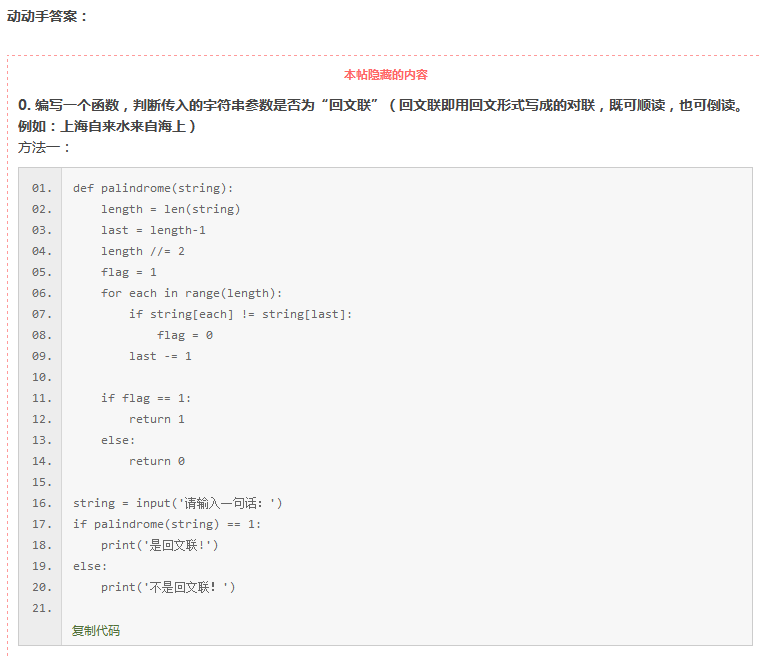 动动手答案：
本帖隐藏的内容
0. 编写一个函数，判断传入的字符串参数是否为“回文联”（回文联即用回文形式写成的对联，既可顺读，也可倒读。
例如：上海自来水来自海上）
方法一：
01. def palindrome(string):
02.     length = len(string)
03.     last = length-1
04.     length //= 2
05.     flag = 1
06.     for each in range(length):
07.         if string[each] != string[last]:
08.             flag = 0
09.         last -= 1
10.
11.     if flag == 1:
12.         return 1
13.     else:
14.         return 0
15.
16. string = input('请输入一句话：')
17. if palindrome(string) == 1:
18.     print('是回文联!')
19. else:
20.     print('不是回文联！')
21.
复制代码